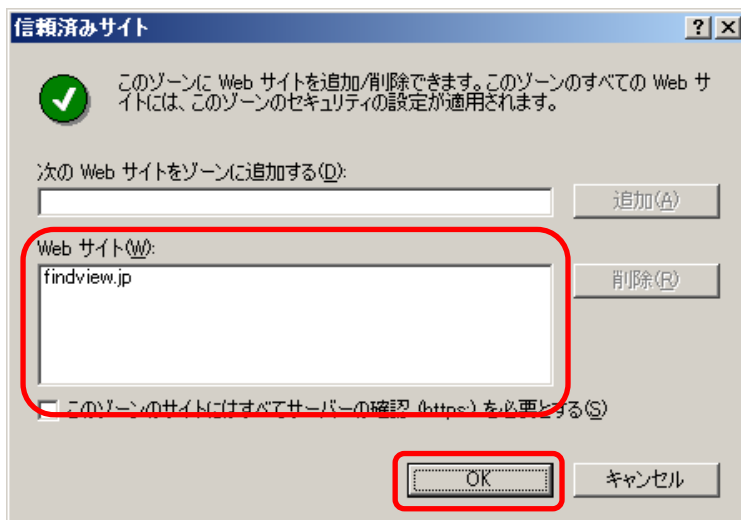 信頼済みサイト
このゾーンに Web サイトを追加/削除できます。このゾーンのすべての Web サ
イトには、このゾーンのセキュリティの設定が適用されます。
次の Web サイトをゾーンに追加する(D):
追加(A)
Web サイト(W):
findview.jp
削除(R)
このゾーンのサイトにはすべてサーバーの確認 (https:) を必要とする(S)
OK
キャンセル